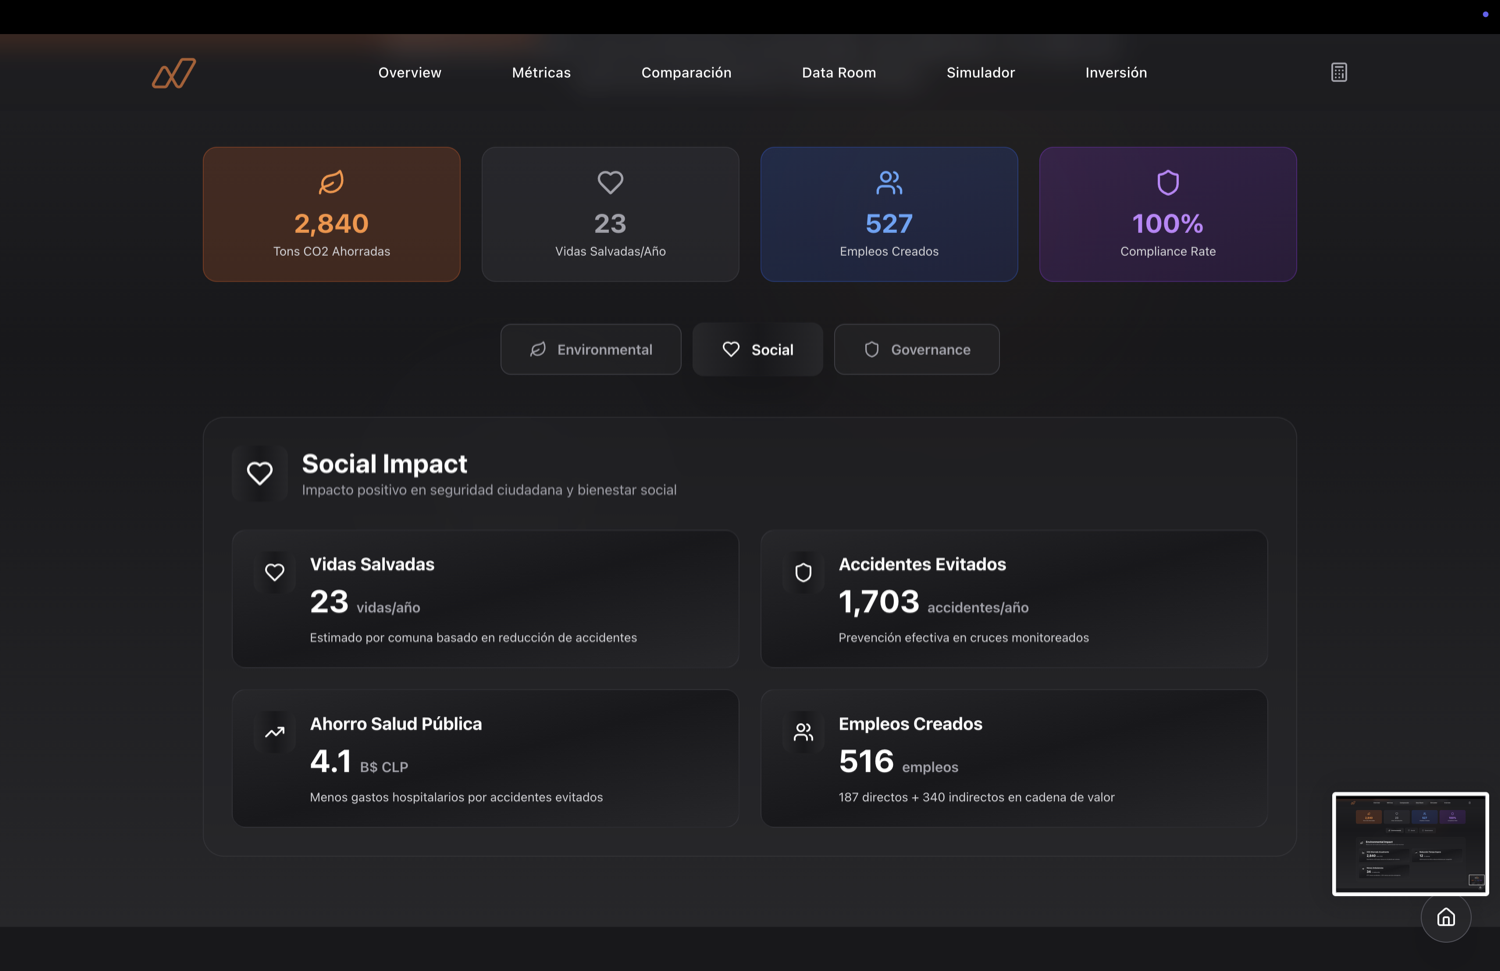 Overview
Métricas
Comparación
Data Room
Simulador
Inversión
2,840
Tons CO2 Ahorradas
23
Vidas Salvadas/Año
527
Empleos Creados
100%
Compliance Rate
Environmental
Social
Governance
Social Impact
Impacto positivo en seguridad ciudadana y bienestar social
Vidas Salvadas
23 vidas/año
Estimado por comuna basado en reducción de accidentes
Accidentes Evitados
1,703 accidentes/año
Prevención efectiva en cruces monitoreados
Ahorro Salud Pública
4.1 B$ CLP
Menos gastos hospitalarios por accidentes evitados
Empleos Creados
516 empleos
187 directos + 340 indirectos en cadena de valor